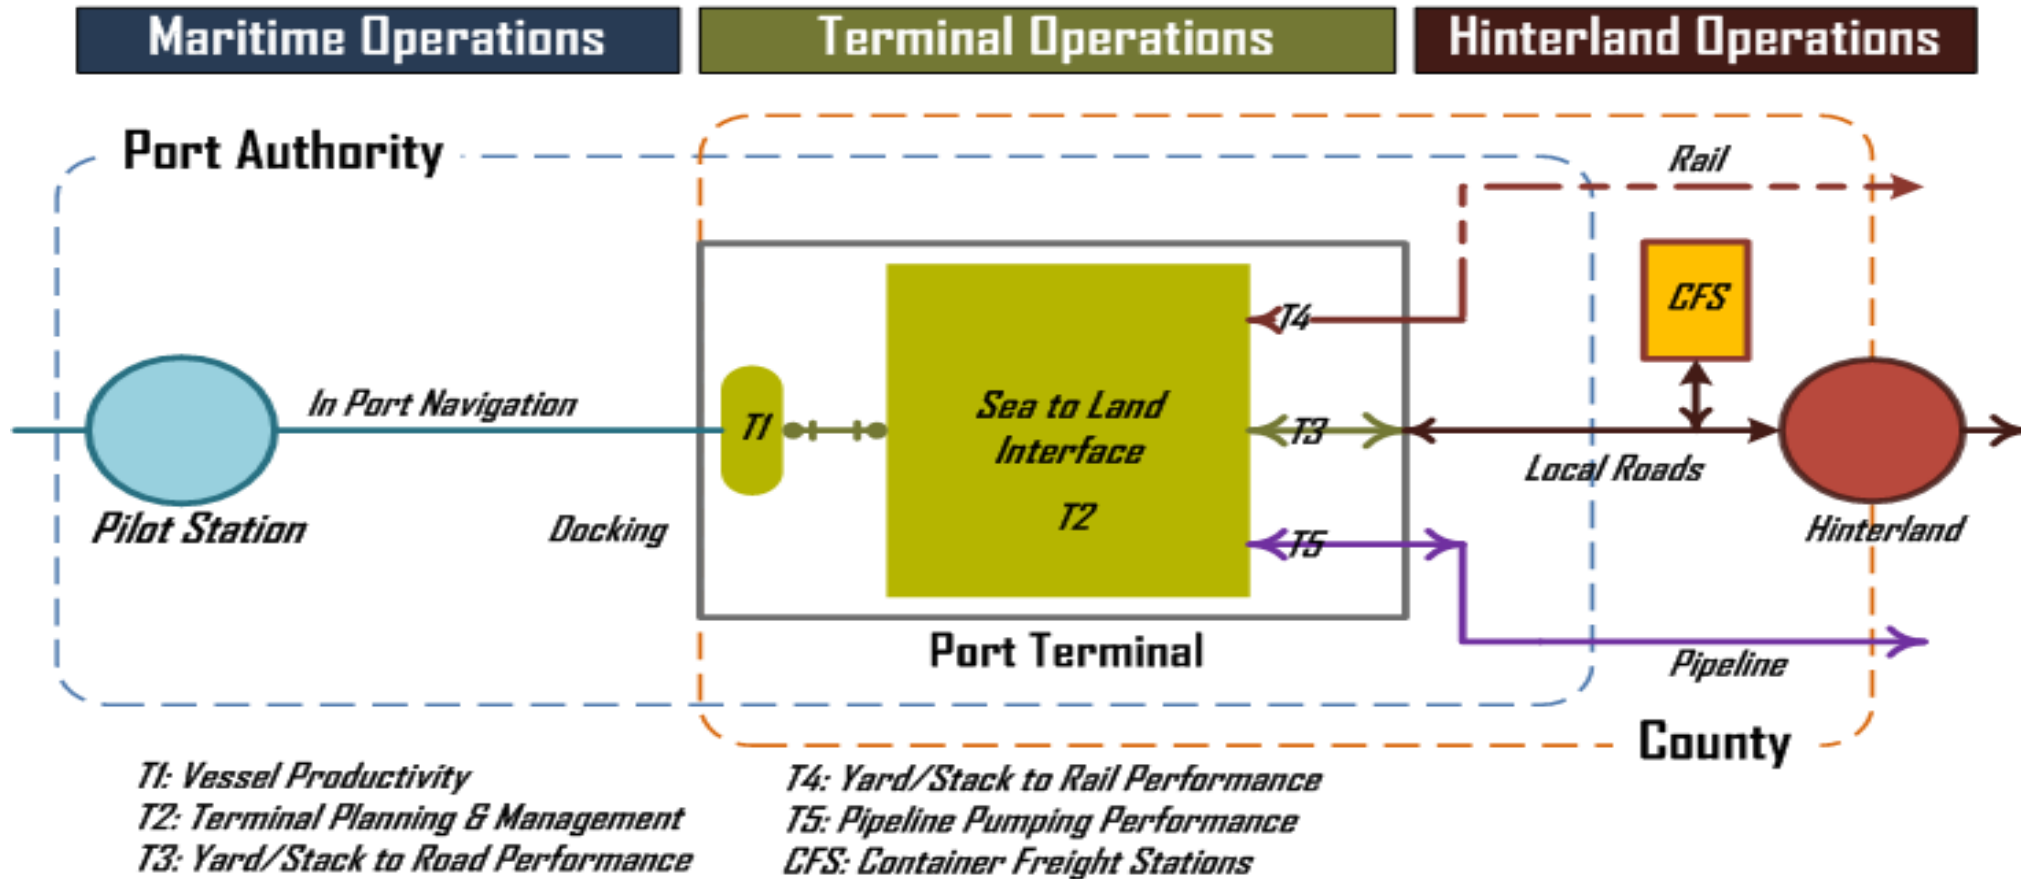 Maritime Operations
Terminal Operations
Hinterland Operations
Port Authority
Rail
CFS
T4
In Port Navigation
T1
Sea to Land
Interface
T2
T3
Local Roads
Pilot Station
Docking
T5
Hinterland
Port Terminal
Pipeline
County
T1: Vessel Productivity
T2: Terminal Planning & Management
T3: Yard/Stack to Road Performance
T4: Yard/Stack to Rail Performance
T5: Pipeline Pumping Performance
CFS: Container Freight Stations